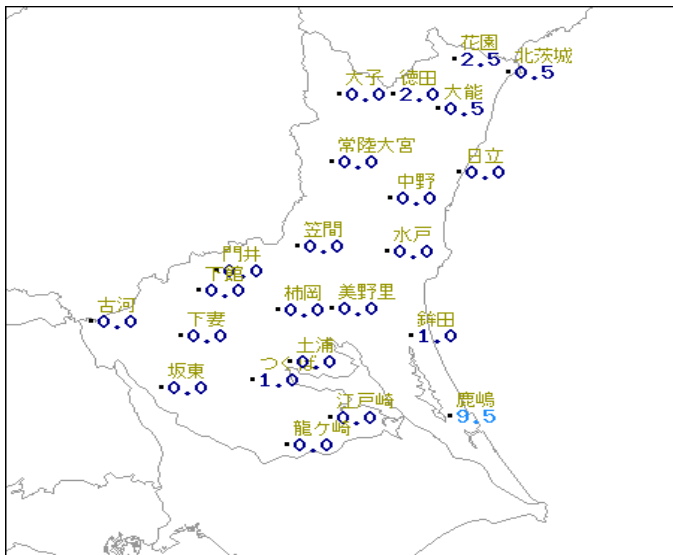 花園
2.5
北茨城
0.5
大子
0.0
徳田
2.0
大能
0.5
常陸大宮
0.0
日立
0.0
中野
0.0
笠間
0.0
水戸
0.0
門井
0.0
下館
0.0
古河
0.0
柿岡
0.0
美野里
0.0
下妻
0.0
鉾田
1.0
土浦
0.0
つくば
1.0
坂東
0.0
江戸崎
0.0
鹿嶋
9.5
龍ケ崎
0.0